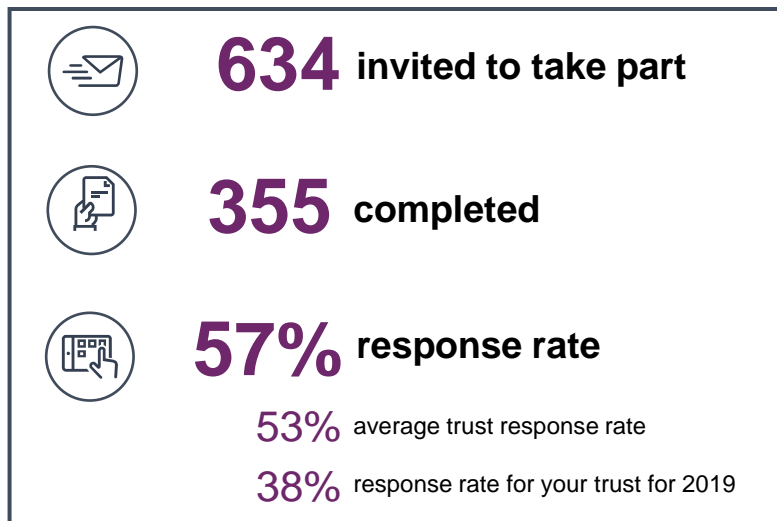 634 invited to take part
355 completed
57% response rate
53% average trust response rate
38% response rate for your trust for 2019